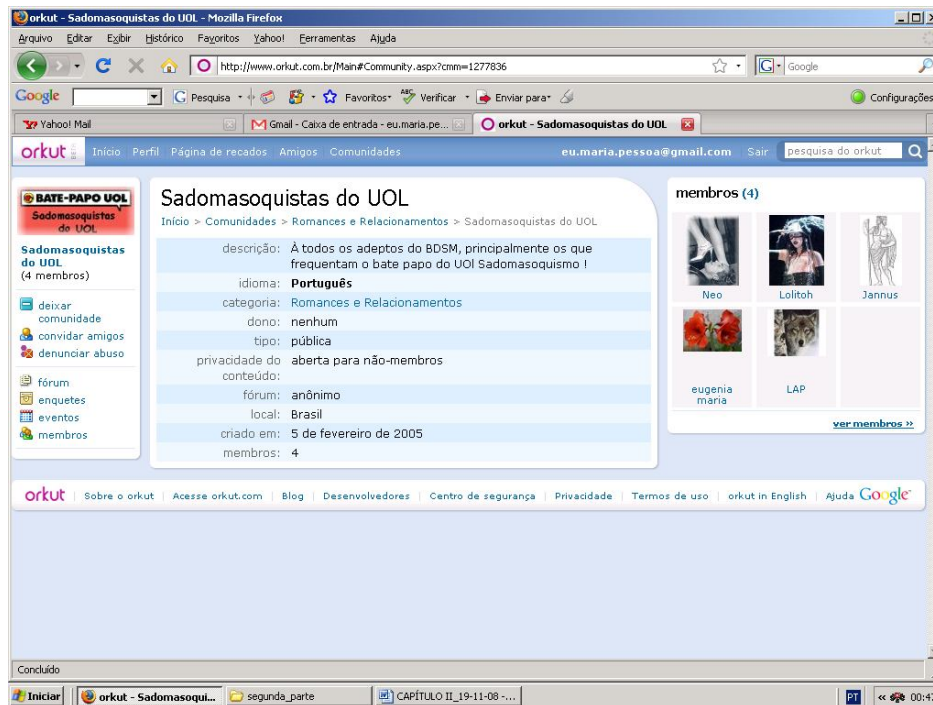 orkut - Sadomasoquistas do UOL - Mozilla Firefox
Arquivo Editar Exibir Histórico Favoritos Yahoo! Ferramentas Ajuda
http://www.orkut.com.br/Main#Community.aspx?cmm=1277836
G Google
Google G Pesquisa Favoritos ABC Verificar Enviar para Configurações
Yahoo! Mail
Gmail - Caixa de entrada - eu.maria.pe...
orkut - Sadomasoquistas do UOL
orkut Início Perfil Página de recados Amigos Comunidades eu.maria.pessoa@gmail.com Sair pesquisa do orkut
BATE-PAPO UOL
Sadomasoquistas
do UOL
Sadomasoquistas
do UOL
(4 membros)
deixar
comunidade
convidar amigos
denunciar abuso
fórum
enquetes
eventos
membros
Sadomasoquistas do UOL
Início > Comunidades > Romances e Relacionamentos > Sadomasoquistas do UOL
descrição: À todos os adeptos do BDSM, principalmente os que
frequentam o bate papo do UOl Sadomasoquismo !
idioma: Português
categoria: Romances e Relacionamentos
dono: nenhum
tipo: pública
privacidade do aberta para não-membros
conteúdo:
fórum: anônimo
local: Brasil
criado em: 5 de fevereiro de 2005
membros: 4
membros (4)
Neo Lolitoh Jannus
eugenia LAP
maria
ver membros »
orkut Sobre o orkut Acesse orkut.com Blog Desenvolvedores Centro de segurança Privacidade Termos de uso orkut in English Ajuda Google
Concluído
Iniciar orkut - Sadomasoqui... segunda_parte CAPÍTULO II_19-11-08 -... PT «